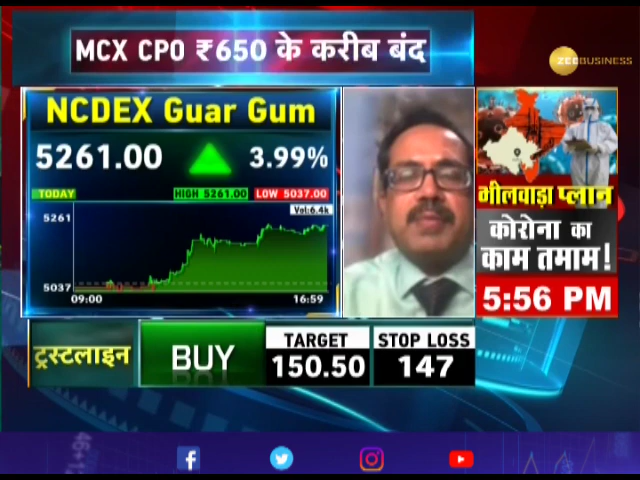 MCX CPO ₹650 के करीब बंद
ZEE BUSINESS
NCDEX Guar Gum
5261.00 3.99%
TODAY HIGH 5261.00 LOW 5037.00
Vol:6.4k
5261
5037
09:00 16:59
भीलवाड़ा प्लान
कोरोना का
काम तमाम!
5:56 PM
ट्रस्टलाइन
BUY
TARGET
150.50
STOP LOSS
147